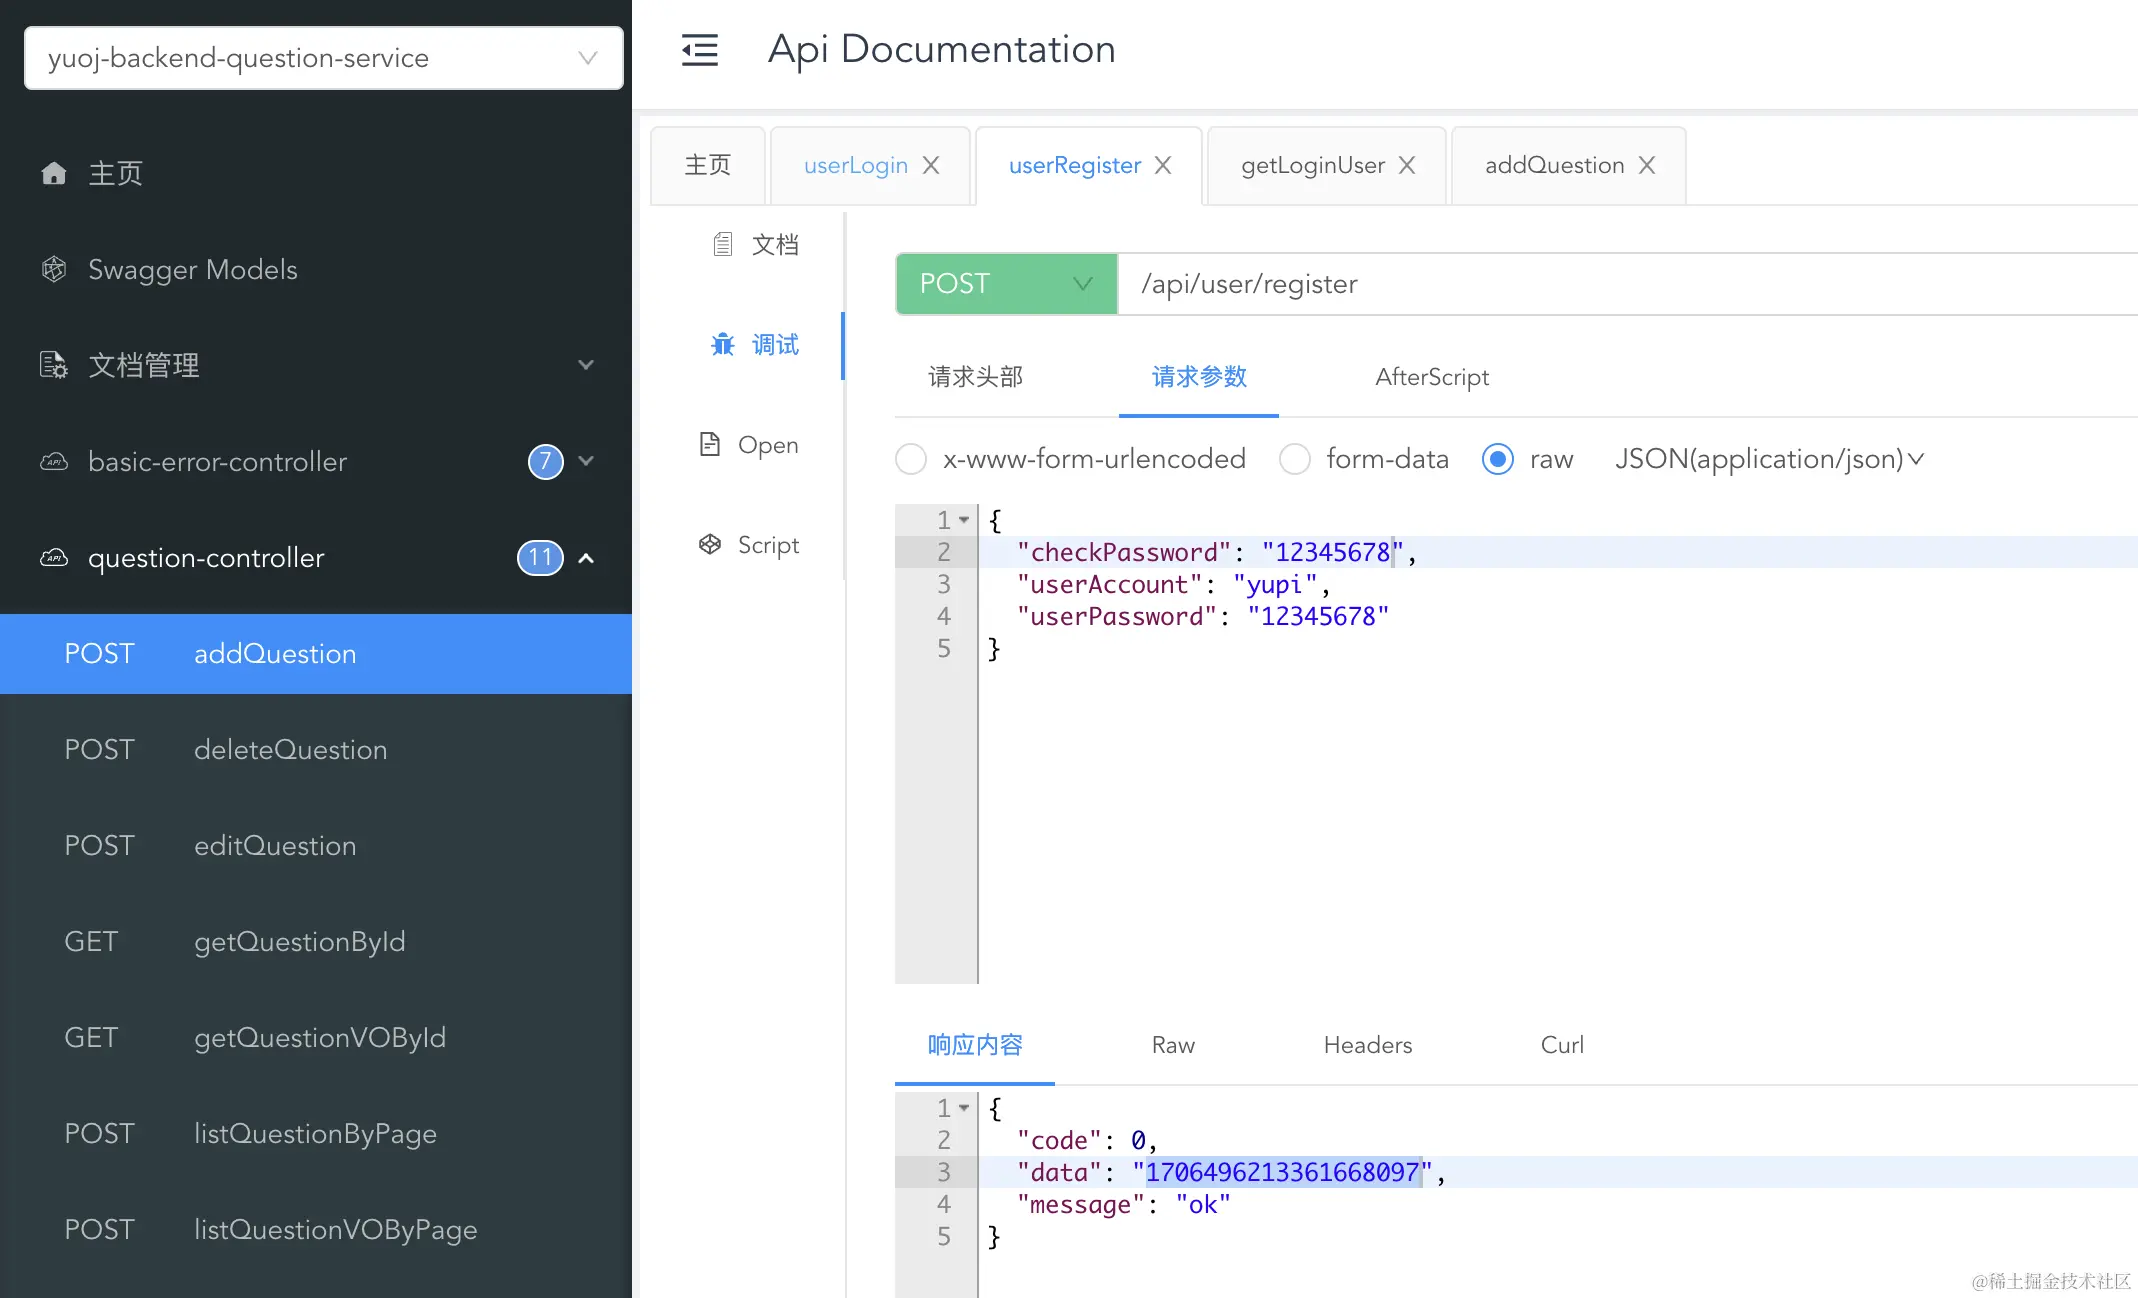 yuoj-backend-question-service
主页
Swagger Models
文档管理
basic-error-controller 7
question-controller 11
POST addQuestion
POST deleteQuestion
POST editQuestion
GET getQuestionById
GET getQuestionVOById
POST listQuestionByPage
POST listQuestionVOByPage
Api Documentation
主页 userLogin X userRegister X getLoginUser X addQuestion X
文档
调试
Open
Script
POST /api/user/register
请求头部 请求参数 AfterScript
x-www-form-urlencoded form-data raw JSON(application/json)
1 {
2 "checkPassword": "12345678",
3 "userAccount": "yupi",
4 "userPassword": "12345678"
5 }
响应内容 Raw Headers Curl
1 {
2 "code": 0,
3 "data": "1706496213361668097",
4 "message": "ok"
5 }
@稀土掘金技术社区